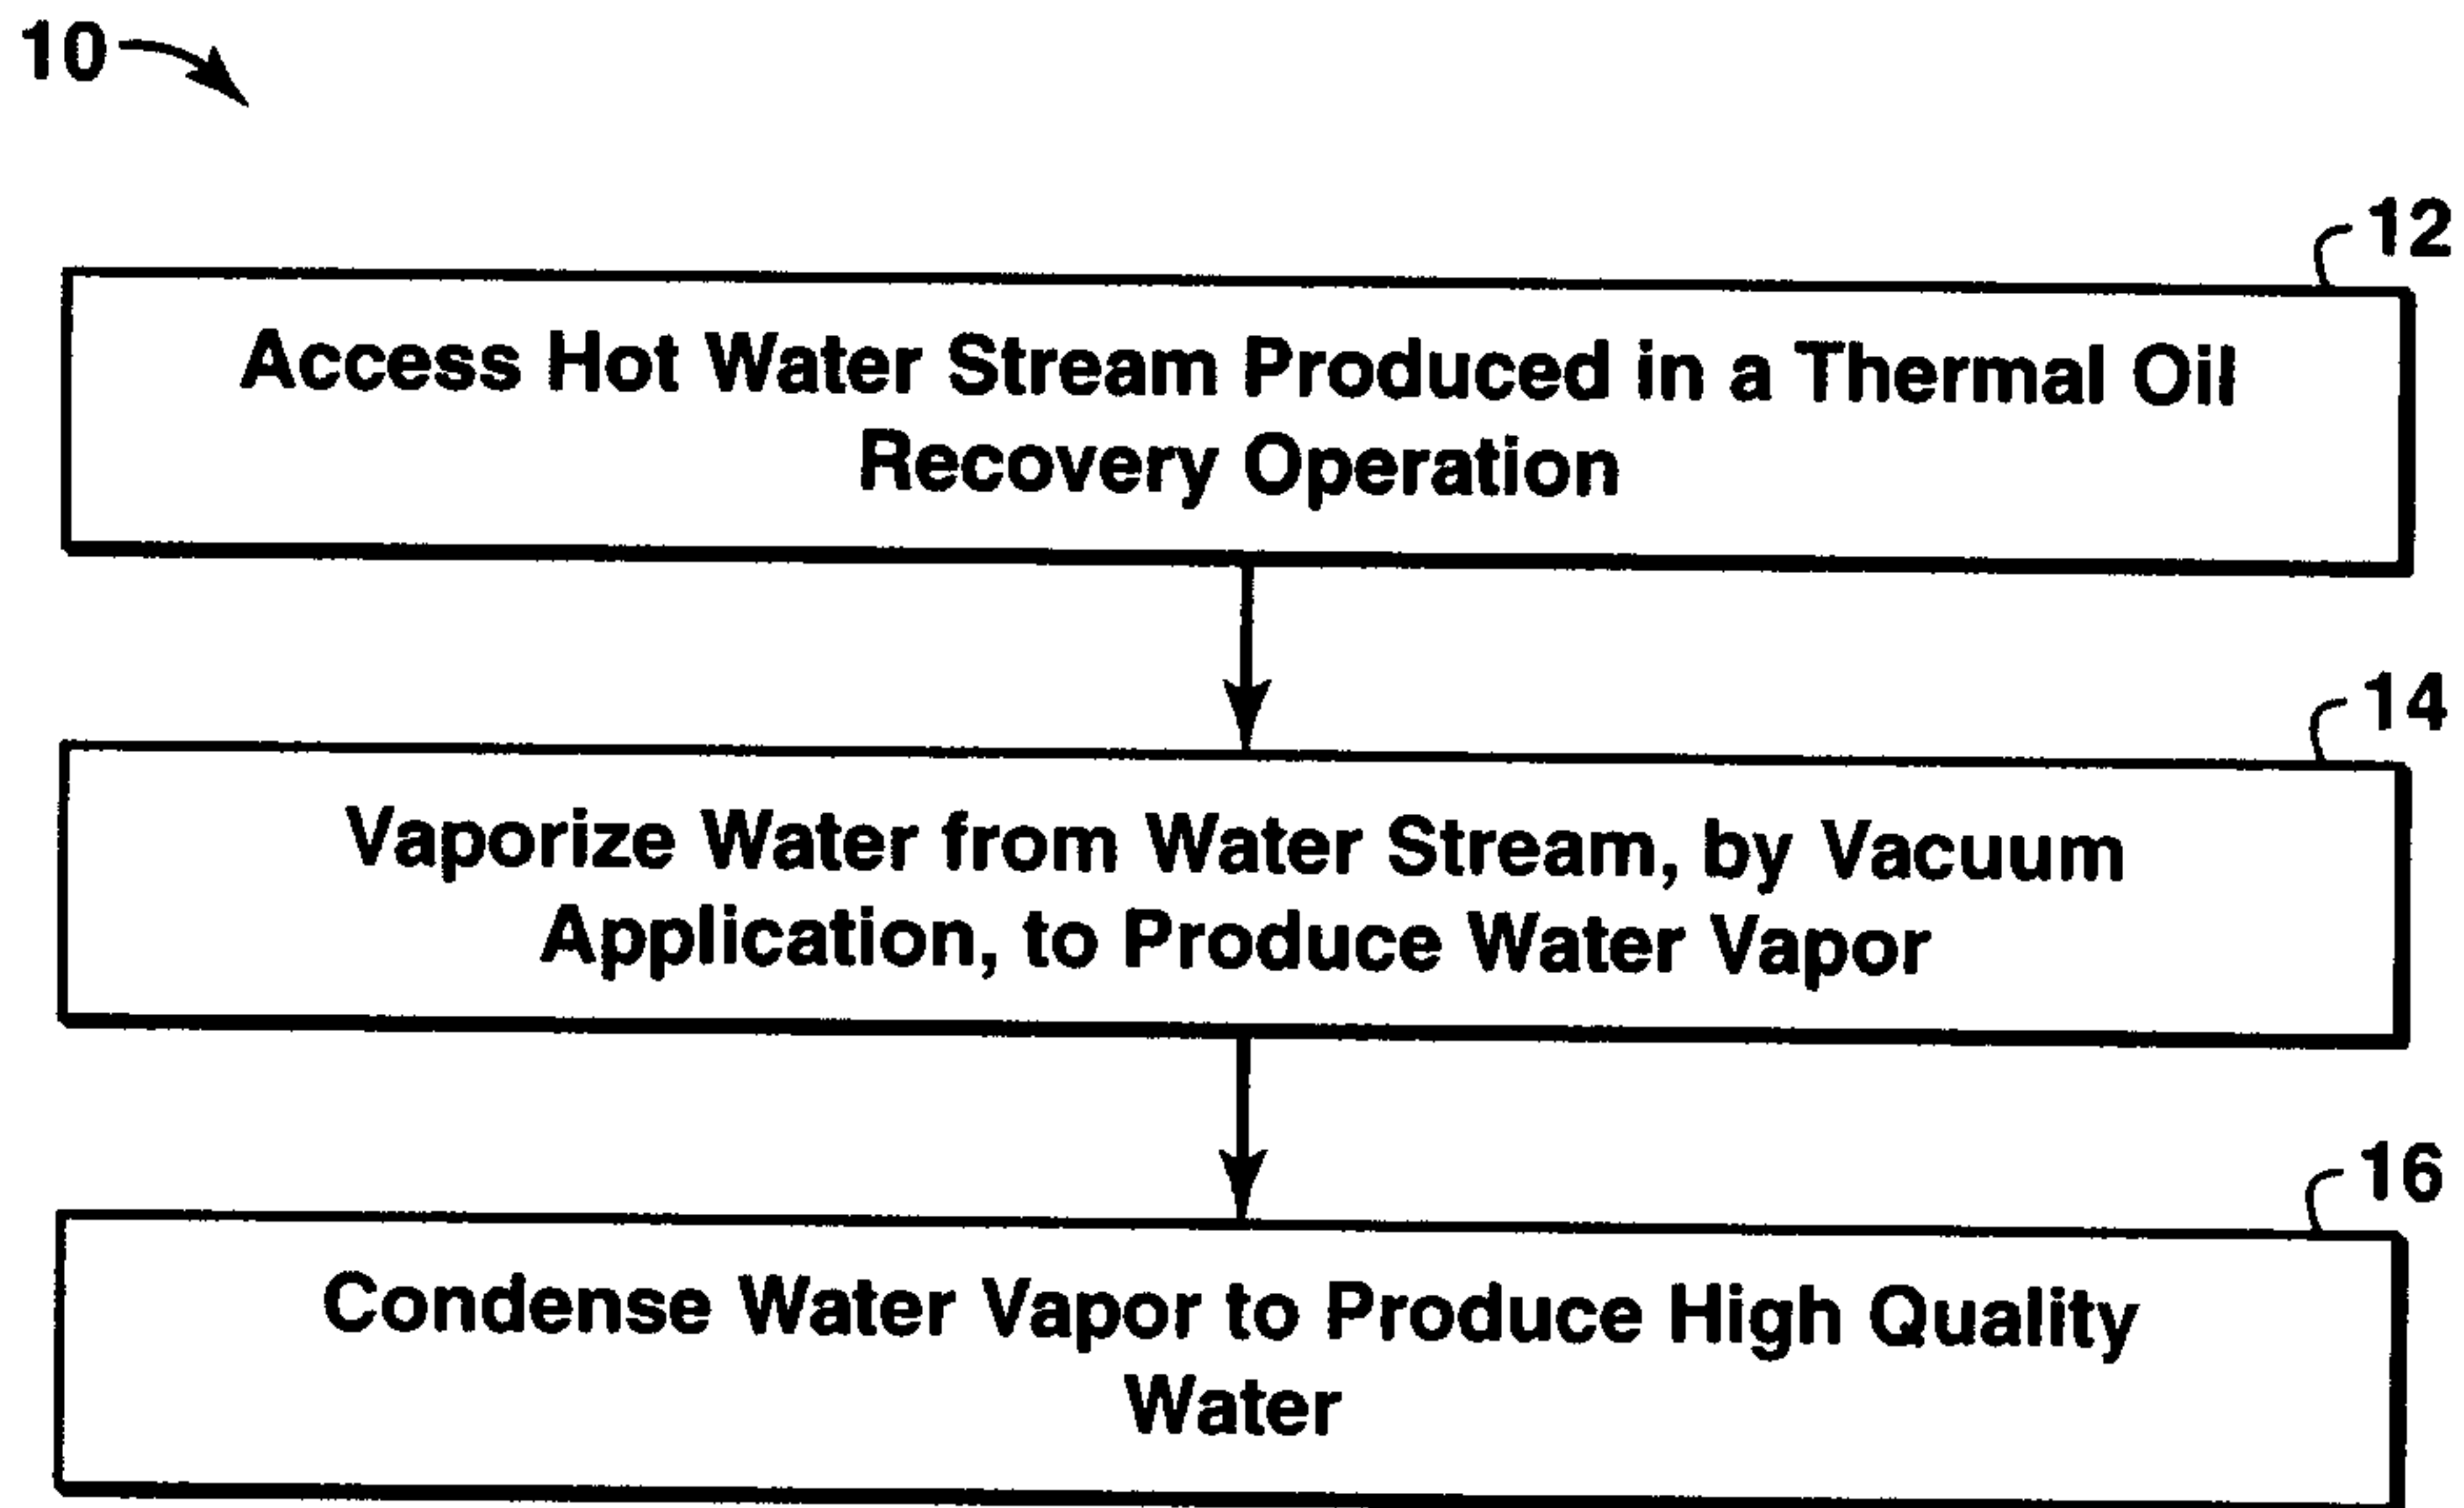 10
12
Access Hot Water Stream Produced in a Thermal Oil
Recovery Operation
14
Vaporize Water from Water Stream, by Vacuum
Application, to Produce Water Vapor
16
Condense Water Vapor to Produce High Quality
Water